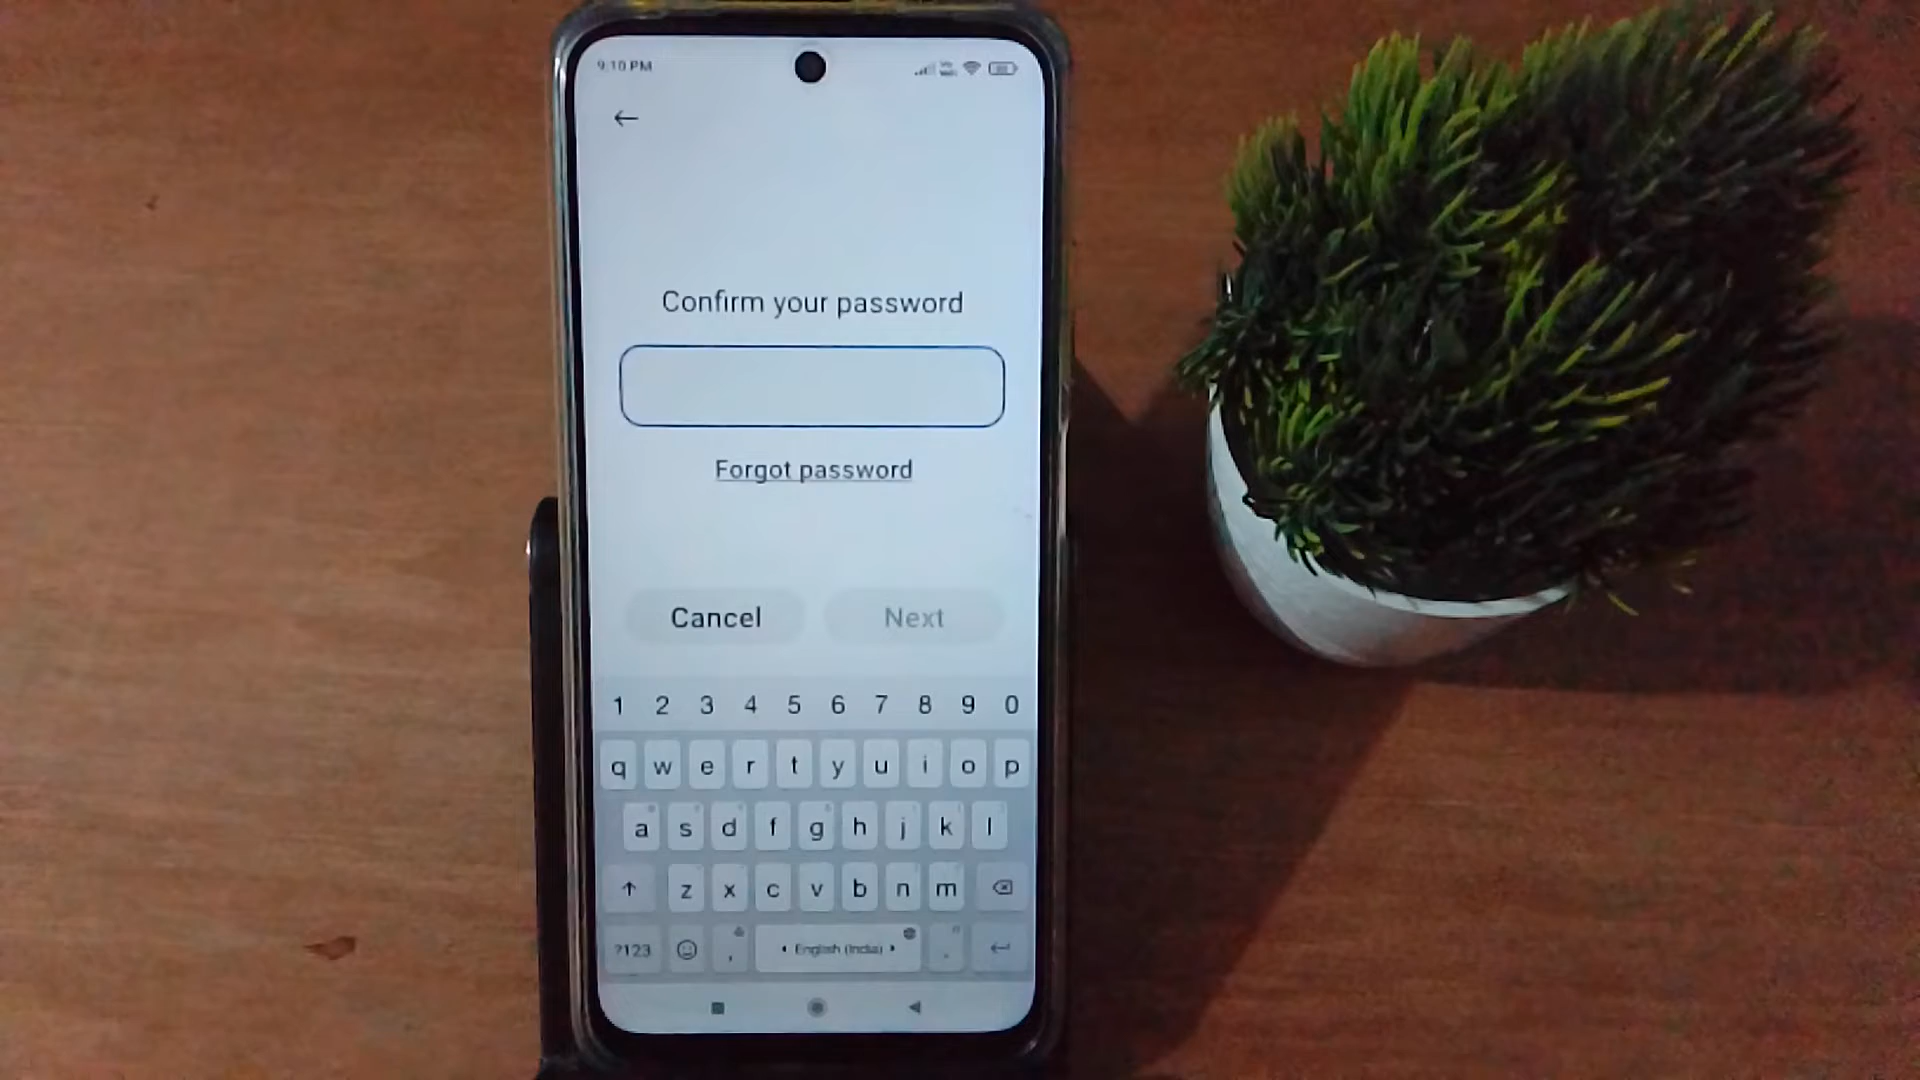 9:10 PM
Confirm your password
Forgot password
Cancel Next
1 2 3 4 5 6 7 8 9 0
q w e r t y u i o p
a s d f g h j k l
z x c v b n m
?123 , English (India) .